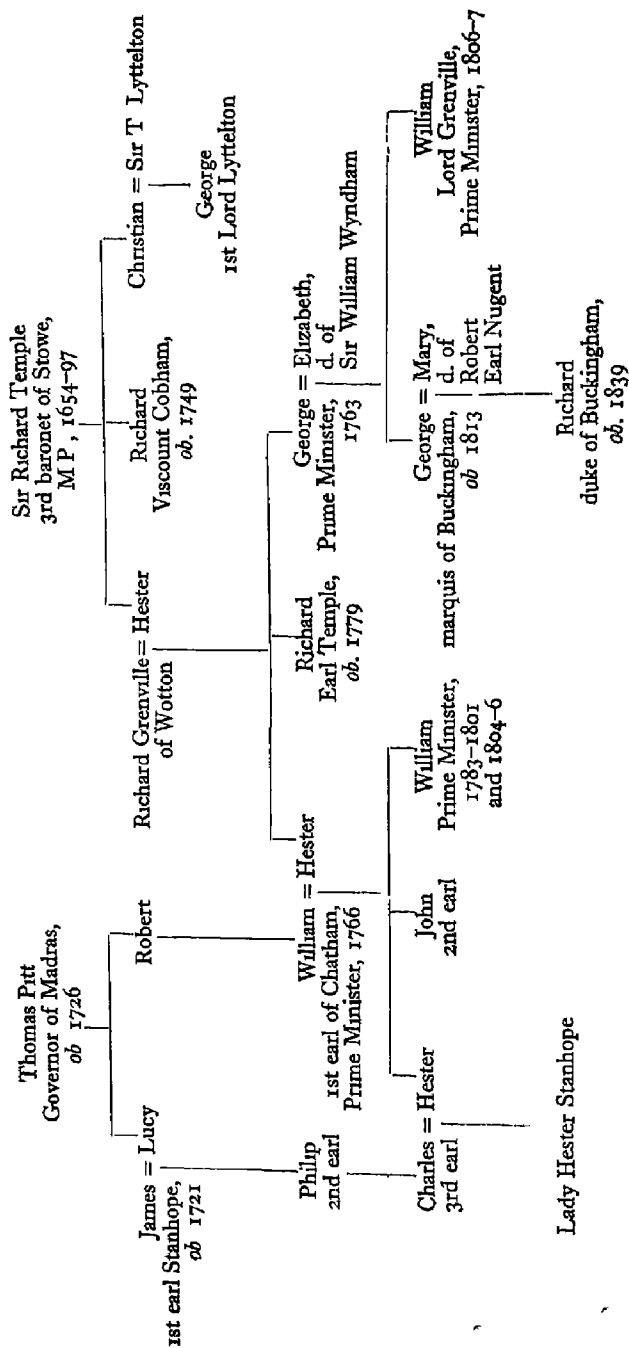 Thomas Pitt
Governor of Madras,
ob 1726
Sir Richard Temple
3rd baronet of Stowe,
M P, 1654-97
James = Lucy
1st earl Stanhope,
ob 1721
Robert
Richard Grenville = Hester
of Wotton
Richard
Viscount Cobham,
ob. 1749
Christian = Sir T Lyttelton
George
1st Lord Lyttelton
Philip
2nd earl
William = Hester
1st earl of Chatham,
Prime Minister, 1766
Richard
Earl Temple,
ob. 1779
George = Elizabeth,
Prime Minister,
1763
d. of
Sir William Wyndham
Charles = Hester
3rd earl
John
2nd earl
William
Prime Minister,
1783-1801
and 1804-6
George = Mary,
marquis of Buckingham,
ob 1813
d. of
Robert
Earl Nugent
William
Lord Grenville,
Prime Minister, 1806-7
Lady Hester Stanhope
Richard
duke of Buckingham,
ob. 1839